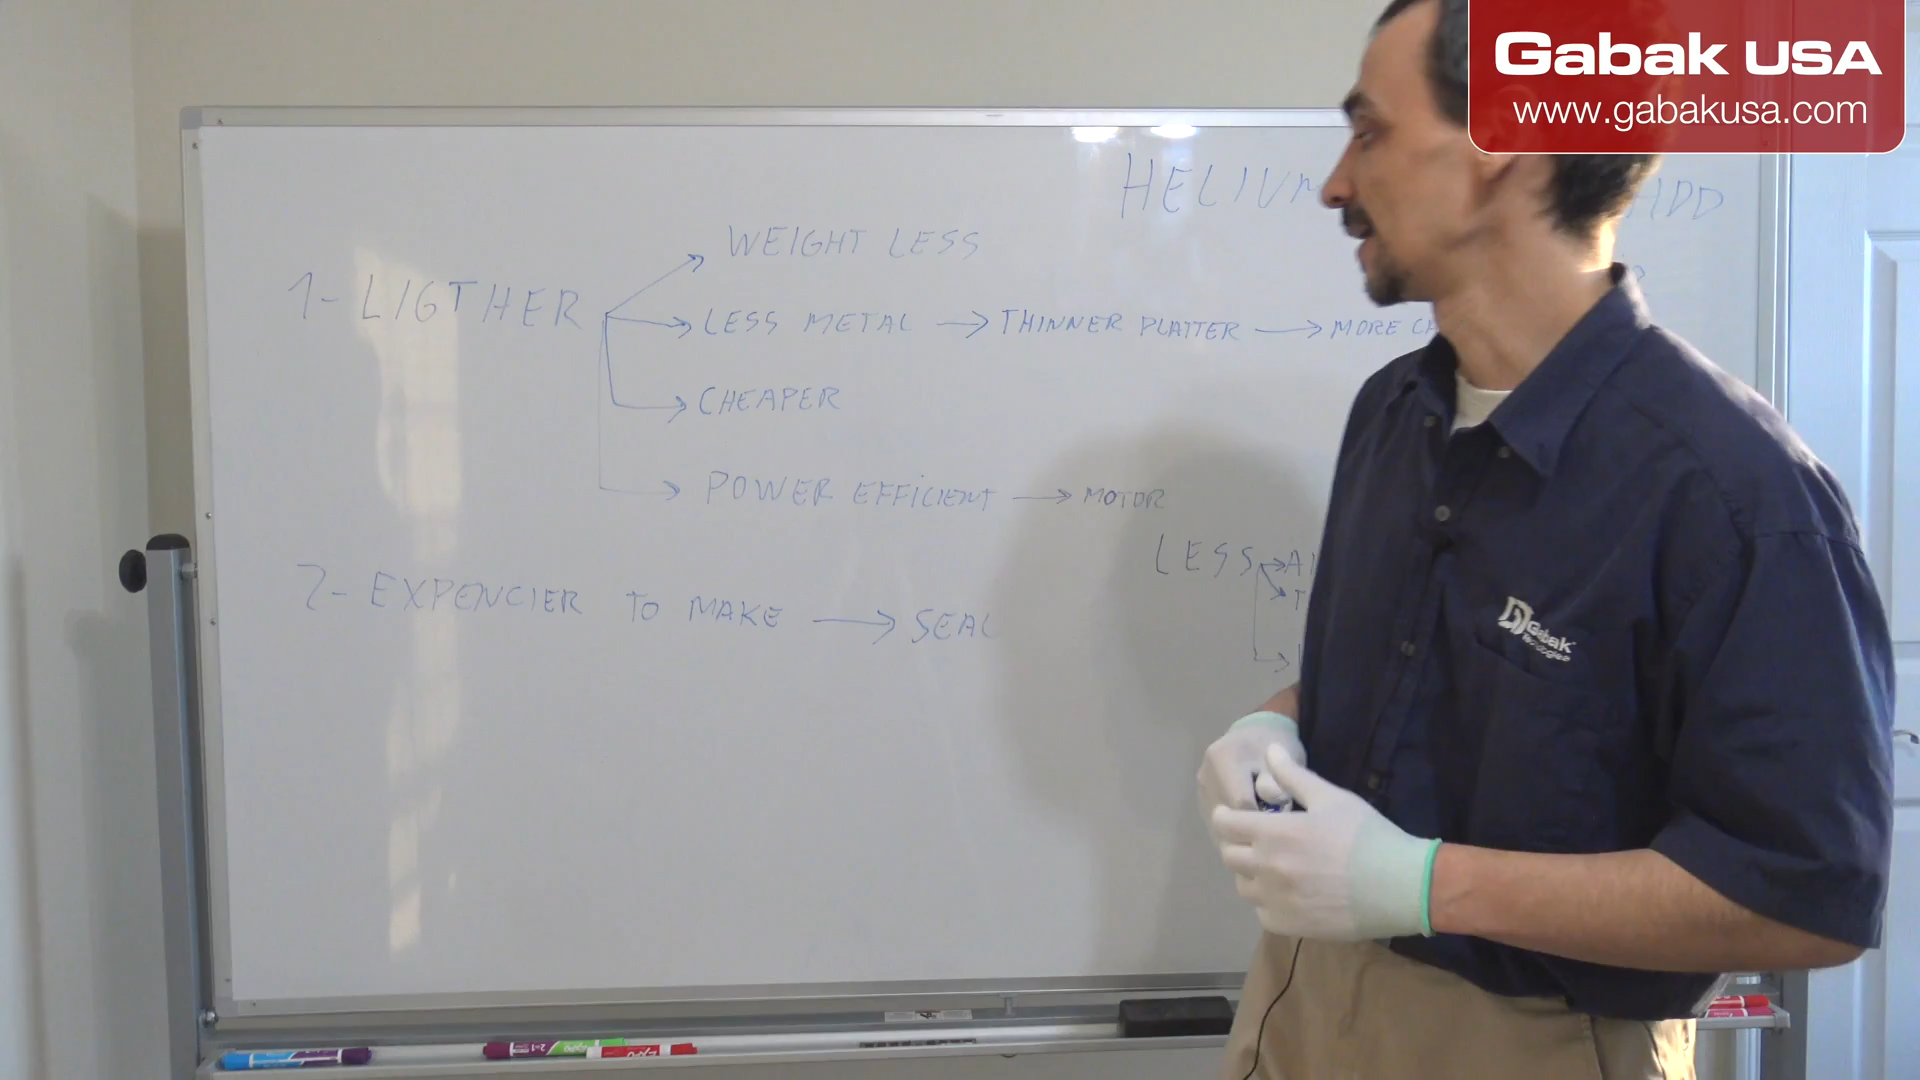 Gabak USA
www.gabakusa.com
HELIUM HDD
WEIGHT LESS
1- LIGTHER
LESS METAL → THINNER PLATTER → MORE
CHEAPER
POWER EFFICIENT → MOTOR
LESS
2- EXPENCIER TO MAKE → SEAL
Gabak